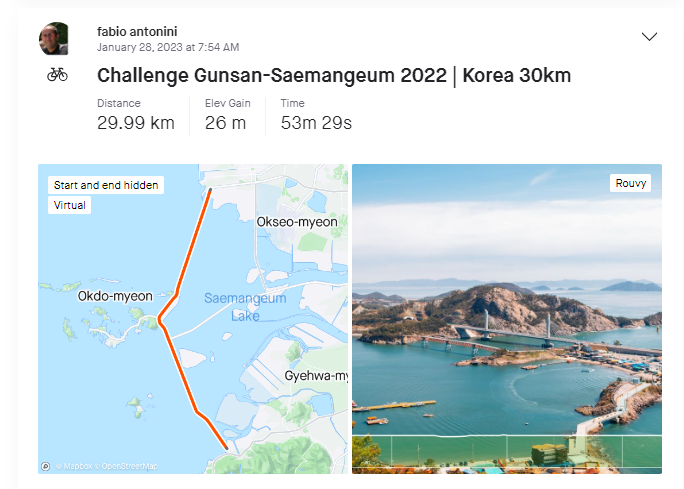 fabio antonini
January 28, 2023 at 7:54 AM
Challenge Gunsan-Saemangeum 2022 | Korea 30km
Distance
Elev Gain
Time
29.99 km
26 m
53m 29s
Start and end hidden
Virtual
Rouvy
Okseo-myeon
Okdo-myeon
Saemangeum
Lake
Gyehwa-my
© Mapbox © OpenStreetMap